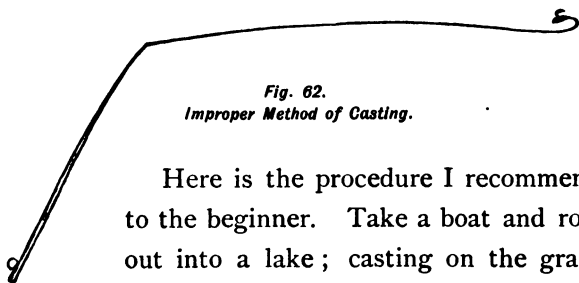 Fig. 62.
Improper Method of Casting.
Here is the procedure I recommen
to the beginner. Take a boat and ro
out into a lake ; casting on the gra